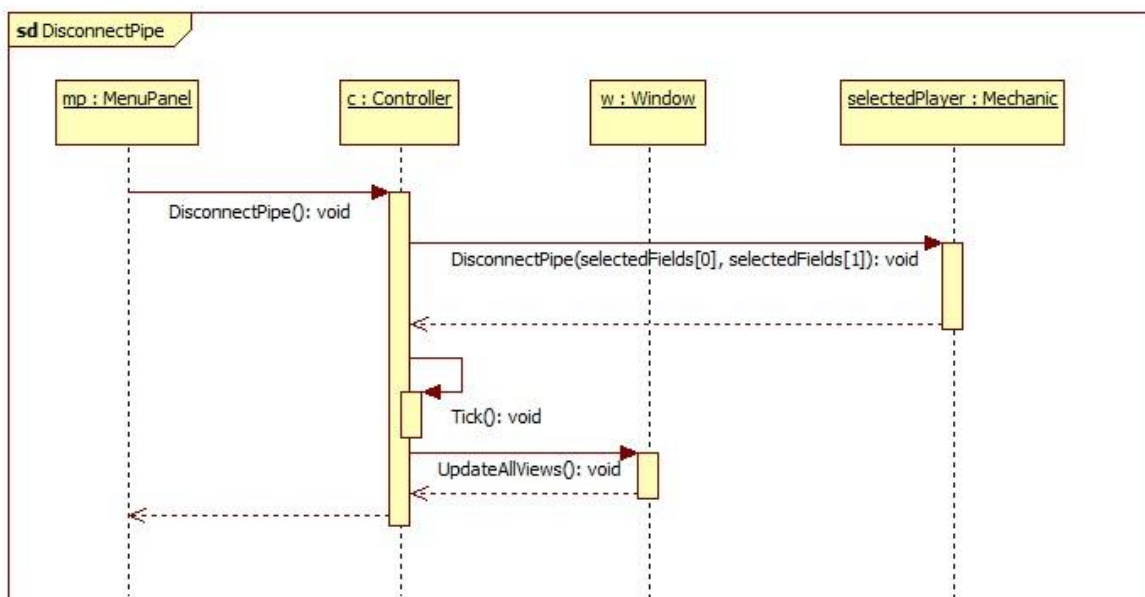 sd DisconnectPipe
mp : MenuPanel
c : Controller
w : Window
selectedPlayer : Mechanic
DisconnectPipe(): void
DisconnectPipe(selectedFields[0], selectedFields[1]): void
Tick(): void
UpdateAllViews(): void